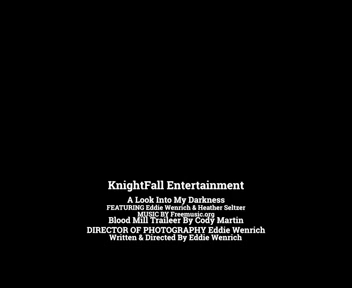 KnightFall Entertainment
A Look Into My Darkness
FEATURING Eddie Wenrich & Heather Seltzer
MUSIC BY Freemusic.org
Blood Mill Traileer By Cody Martin
DIRECTOR OF PHOTOGRAPHY Eddie Wenrich
Written & Directed By Eddie Wenrich